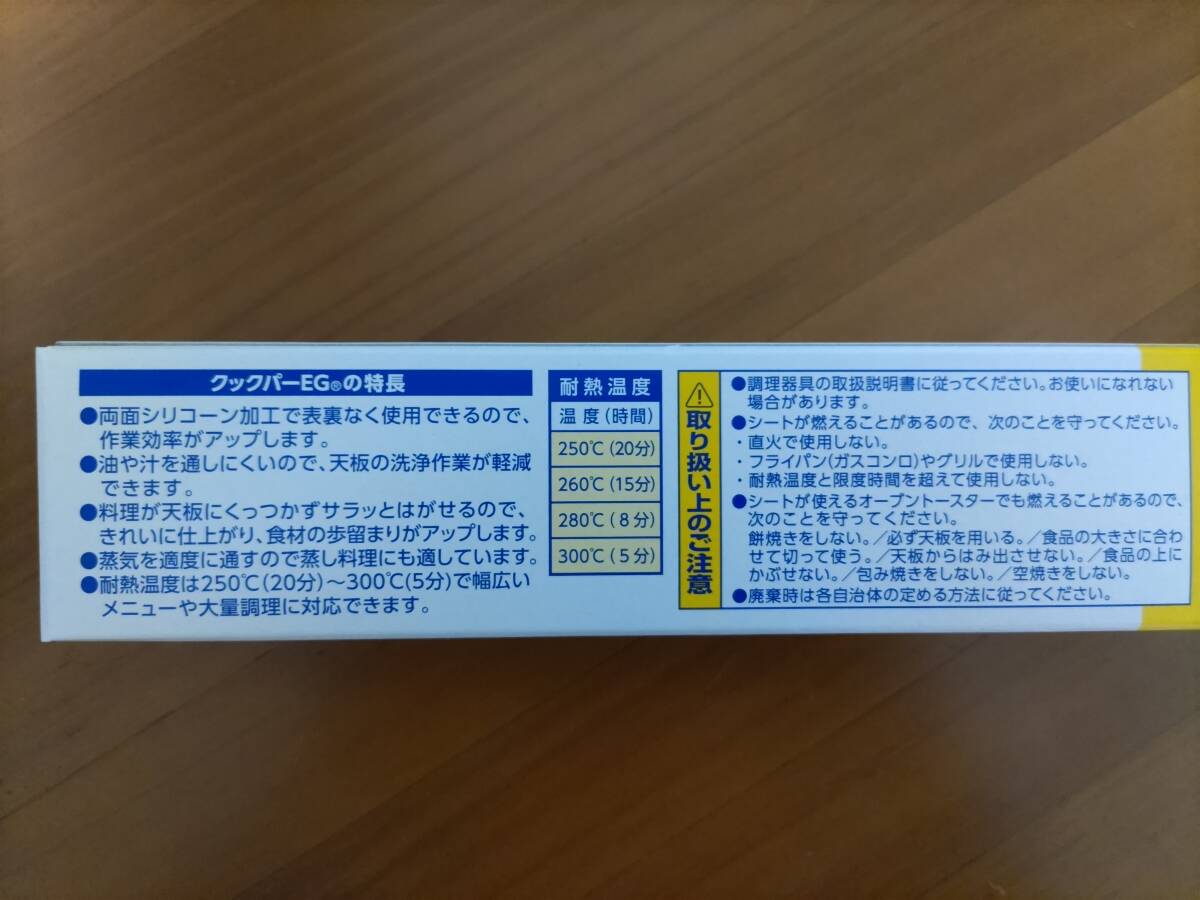 クックパーEG®の特長
●両面シリコーン加工で表裏なく使用できるので、
作業効率がアップします。
●油や汁を通しにくいので、天板の洗浄作業が軽減
できます。
●料理が天板にくっつかずサラッとはがせるので、
きれいに仕上がり、食材の歩留まりがアップします。
●蒸気を適度に通すので蒸し料理にも適しています。
●耐熱温度は250℃(20分)～300℃(5分)で幅広い
メニューや大量調理に対応できます。
耐熱温度
温度(時間)
250℃(20分)
260℃(15分)
280℃(8分)
300℃(5分)
取り扱い上のご注意
●調理器具の取扱説明書に従ってください。お使いになれない
場合があります。
●シートが燃えることがあるので、次のことを守ってください。
・直火で使用しない。
・フライパン(ガスコンロ)やグリルで使用しない。
・耐熱温度と限度時間を超えて使用しない。
●シートが使えるオーブントースターでも燃えることがあるので、
次のことを守ってください。
餅焼きをしない。/必ず天板を用いる。/食品の大きさに合わ
せて切って使う。/天板からはみ出させない。/食品の上に
かぶせない。/包み焼きをしない。/空焼きをしない。
●廃棄時は各自治体の定める方法に従ってください。